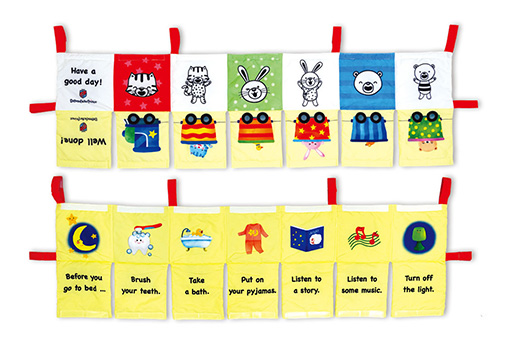 Have a
good day!
Well done!
Before you
go to bed ...
Brush
your teeth.
Take
a bath.
Put on
your pyjamas.
Listen to
a story.
Listen to
some music.
Turn off
the light.